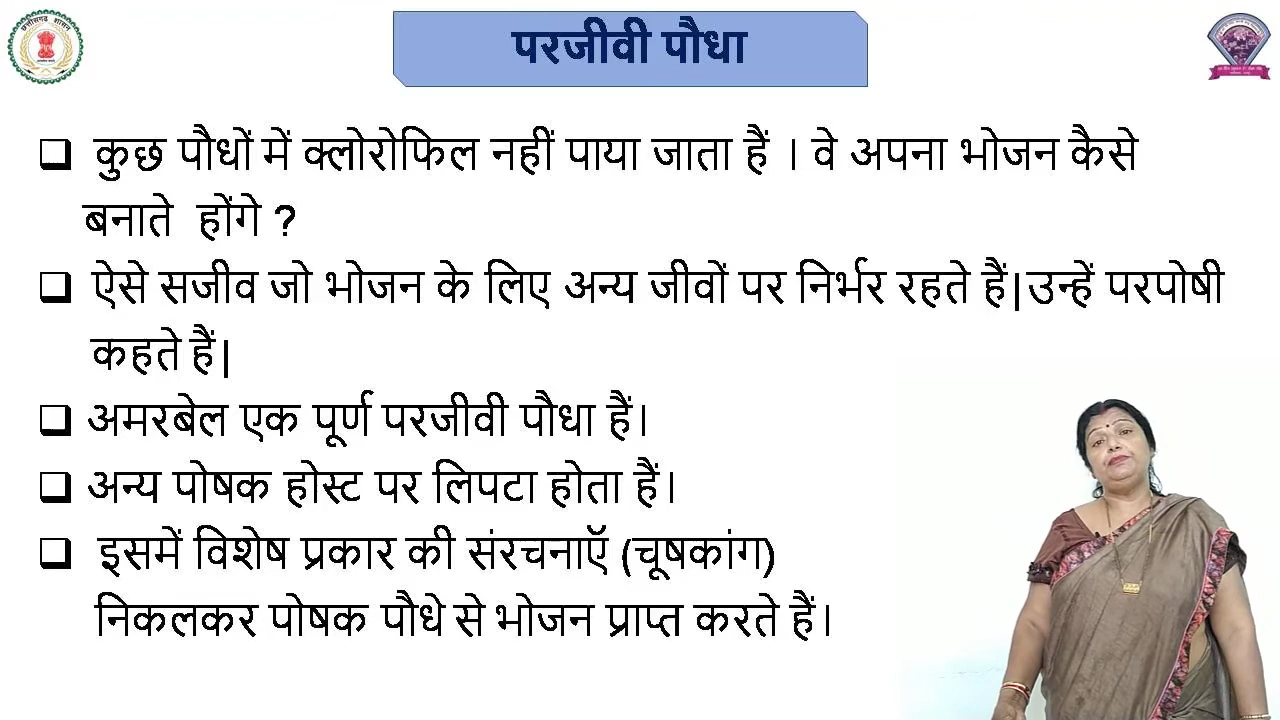 परजीवी पौधा
❑ कुछ पौधों में क्लोरोफिल नहीं पाया जाता हैं । वे अपना भोजन कैसे
बनाते होंगे ?
❑ ऐसे सजीव जो भोजन के लिए अन्य जीवों पर निर्भर रहते हैं|उन्हें परपोषी
कहते हैं|
❑ अमरबेल एक पूर्ण परजीवी पौधा हैं।
❑ अन्य पोषक होस्ट पर लिपटा होता हैं।
❑ इसमें विशेष प्रकार की संरचनाऍ (चूषकांग)
निकलकर पोषक पौधे से भोजन प्राप्त करते हैं।